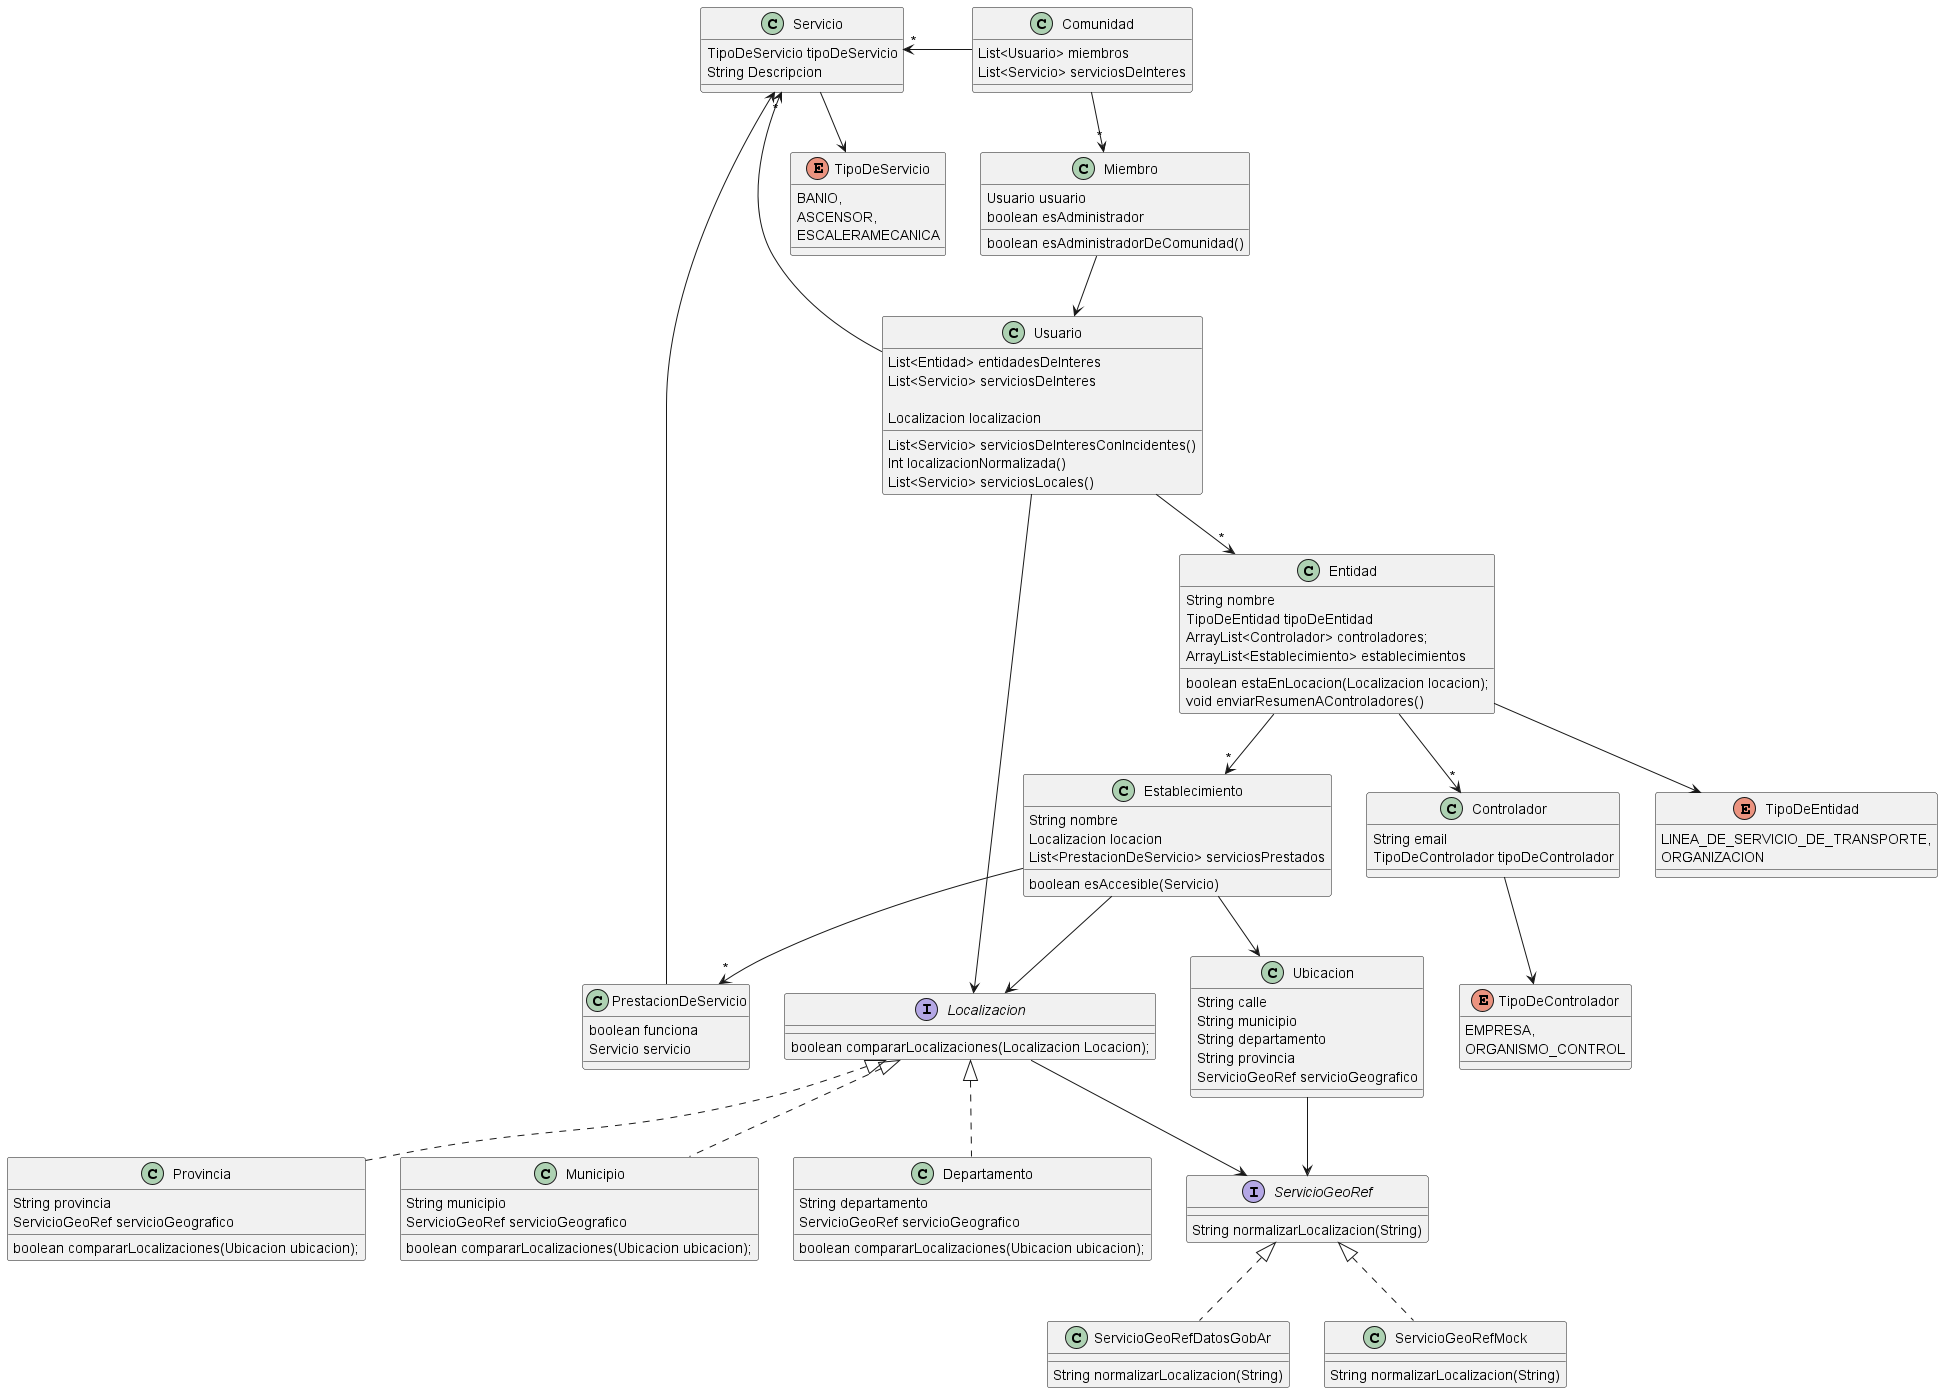 C Servicio
TipoDeServicio tipoDeServicio
String Descripcion
C Comunidad
List<Usuario> miembros
List<Servicio> serviciosDeInteres
*
*
*
E TipoDeServicio
BANIO,
ASCENSOR,
ESCALERAMECANICA
C Miembro
Usuario usuario
boolean esAdministrador
boolean esAdministradorDeComunidad()
C Usuario
List<Entidad> entidadesDeInteres
List<Servicio> serviciosDeInteres
Localizacion localizacion
List<Servicio> serviciosDeInteresConIncidentes()
Int localizacionNormalizada()
List<Servicio> serviciosLocales()
*
C Entidad
String nombre
TipoDeEntidad tipoDeEntidad
ArrayList<Controlador> controladores;
ArrayList<Establecimiento> establecimientos
boolean estaEnLocacion(Localizacion locacion);
void enviarResumenAControladores()
*
*
C Establecimiento
String nombre
Localizacion locacion
List<PrestacionDeServicio> serviciosPrestados
boolean esAccesible(Servicio)
C Controlador
String email
TipoDeControlador tipoDeControlador
E TipoDeEntidad
LINEA_DE_SERVICIO_DE_TRANSPORTE,
ORGANIZACION
*
C PrestacionDeServicio
boolean funciona
Servicio servicio
I Localizacion
boolean compararLocalizaciones(Localizacion Locacion);
C Ubicacion
String calle
String municipio
String departamento
String provincia
ServicioGeoRef servicioGeografico
E TipoDeControlador
EMPRESA,
ORGANISMO_CONTROL
C Provincia
String provincia
ServicioGeoRef servicioGeografico
boolean compararLocalizaciones(Ubicacion ubicacion);
C Municipio
String municipio
ServicioGeoRef servicioGeografico
boolean compararLocalizaciones(Ubicacion ubicacion);
C Departamento
String departamento
ServicioGeoRef servicioGeografico
boolean compararLocalizaciones(Ubicacion ubicacion);
I ServicioGeoRef
String normalizarLocalizacion(String)
C ServicioGeoRefDatosGobAr
String normalizarLocalizacion(String)
C ServicioGeoRefMock
String normalizarLocalizacion(String)